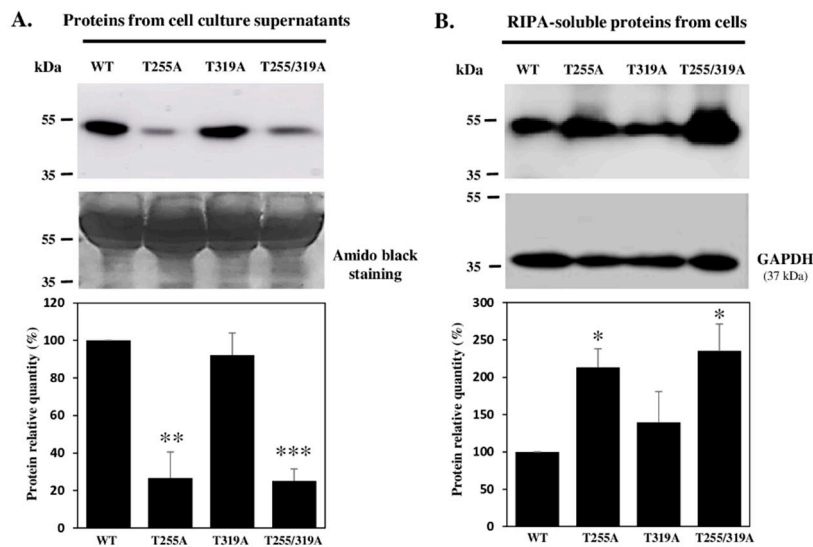 A.
Proteins from cell culture supernatants
kDa WT T255A T319A T255/319A
55
35
55
35
Amido black
staining
Protein relative quantity (%)
120
100
80
60
40
20
0
** ***
WT T255A T319A T255/319A
B.
RIPA-soluble proteins from cells
kDa WT T255A T319A T255/319A
55
35
55
35
GAPDH
(37 kDa)
Protein relative quantity (%)
300
250
200
150
100
50
0
* *
WT T255A T319A T255/319A